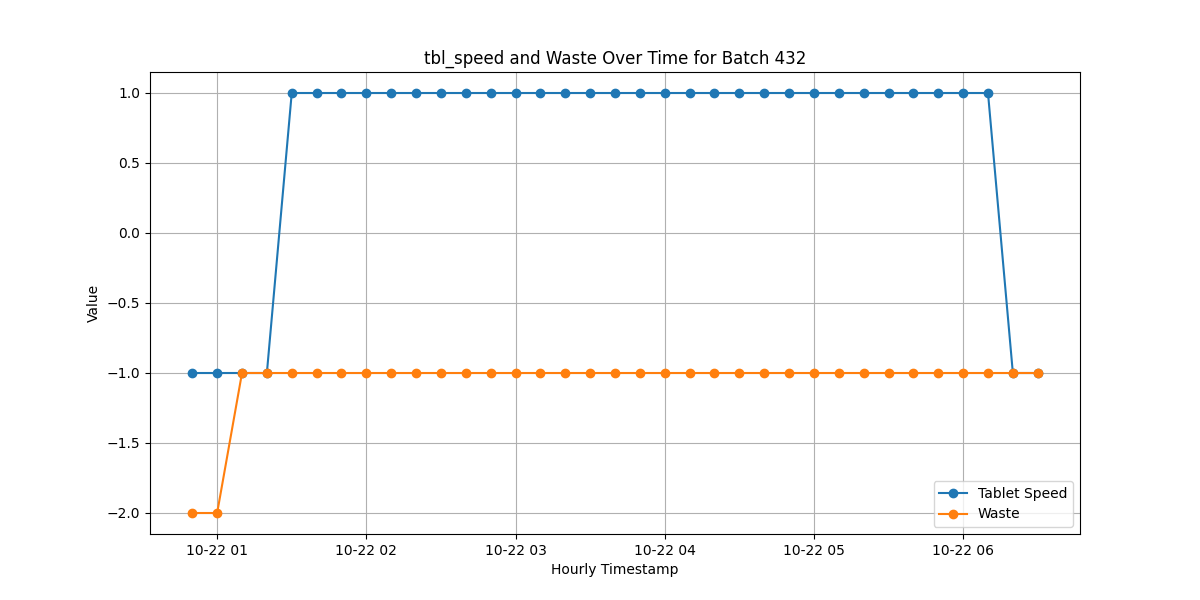 tbl_speed and Waste Over Time for Batch 432
1.0
0.5
0.0
−0.5
−1.0
−1.5
−2.0
Value
Tablet Speed
Waste
10-22 01 10-22 02 10-22 03 10-22 04 10-22 05 10-22 06
Hourly Timestamp